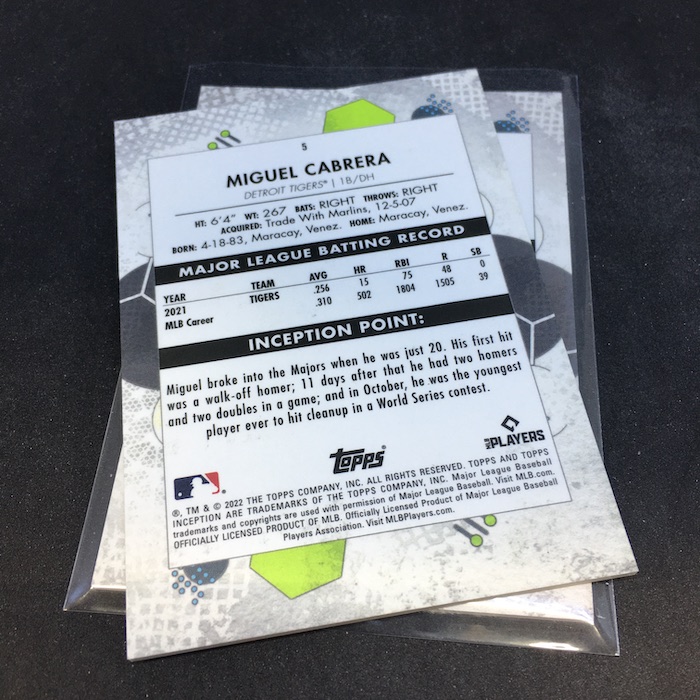 5
MIGUEL CABRERA
DETROIT TIGERS® | 1B/DH
HT: 6'4" WT: 267 BATS: RIGHT THROWS: RIGHT
ACQUIRED: Trade With Marlins, 12-5-07
BORN: 4-18-83, Maracay, Venez. HOME: Maracay, Venez.
MAJOR LEAGUE BATTING RECORD
YEAR TEAM AVG HR RBI R SB
2021 TIGERS .256 15 75 48 0
MLB Career .310 502 1804 1505 39
INCEPTION POINT:
Miguel broke into the Majors when he was just 20. His first hit
was a walk-off homer; 11 days after that he had two homers
and two doubles in a game; and in October, he was the youngest
player ever to hit cleanup in a World Series contest.
topps®
MLB PLAYERS
®, TM & © 2022 THE TOPPS COMPANY, INC. ALL RIGHTS RESERVED. TOPPS AND TOPPS
INCEPTION ARE TRADEMARKS OF THE TOPPS COMPANY, INC. Major League Baseball
trademarks and copyrights are used with permission of Major League Baseball. Visit MLB.com.
OFFICIALLY LICENSED PRODUCT OF MLB. Officially Licensed Product of Major League Baseball
Players Association. Visit MLBPlayers.com.